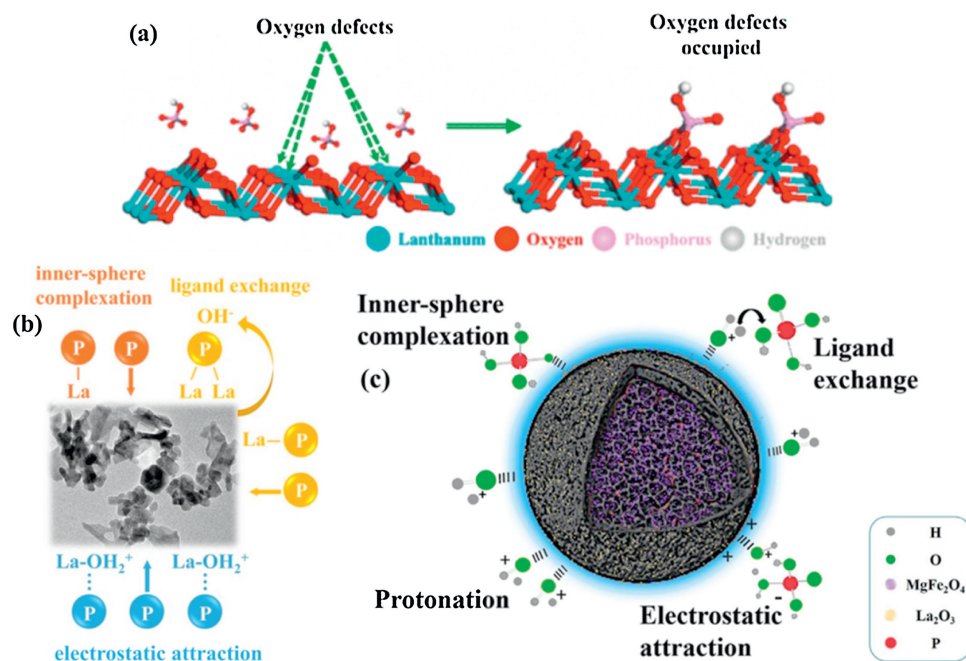 (a)
Oxygen defects
Oxygen defects
occupied
Lanthanum
Oxygen
Phosphorus
Hydrogen
(b)
inner-sphere
complexation
ligand exchange
OH-
P
P
P
La
La
La
La
P
P
La-OH₂⁺
La-OH₂⁺
P
P
P
electrostatic attraction
(c)
Inner-sphere
complexation
Ligand
exchange
Protonation
Electrostatic
attraction
+
+
+
+
+
+
+
+
+
-
H
O
MgFe₂O₄
La₂O₃
P